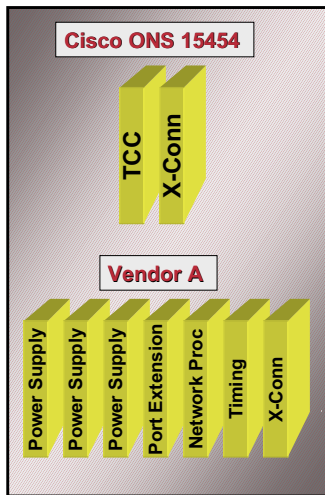 Cisco ONS 15454
TCC
X-Conn
Vendor A
Power Supply
Power Supply
Power Supply
Port Extension
Network Proc
Timing
X-Conn